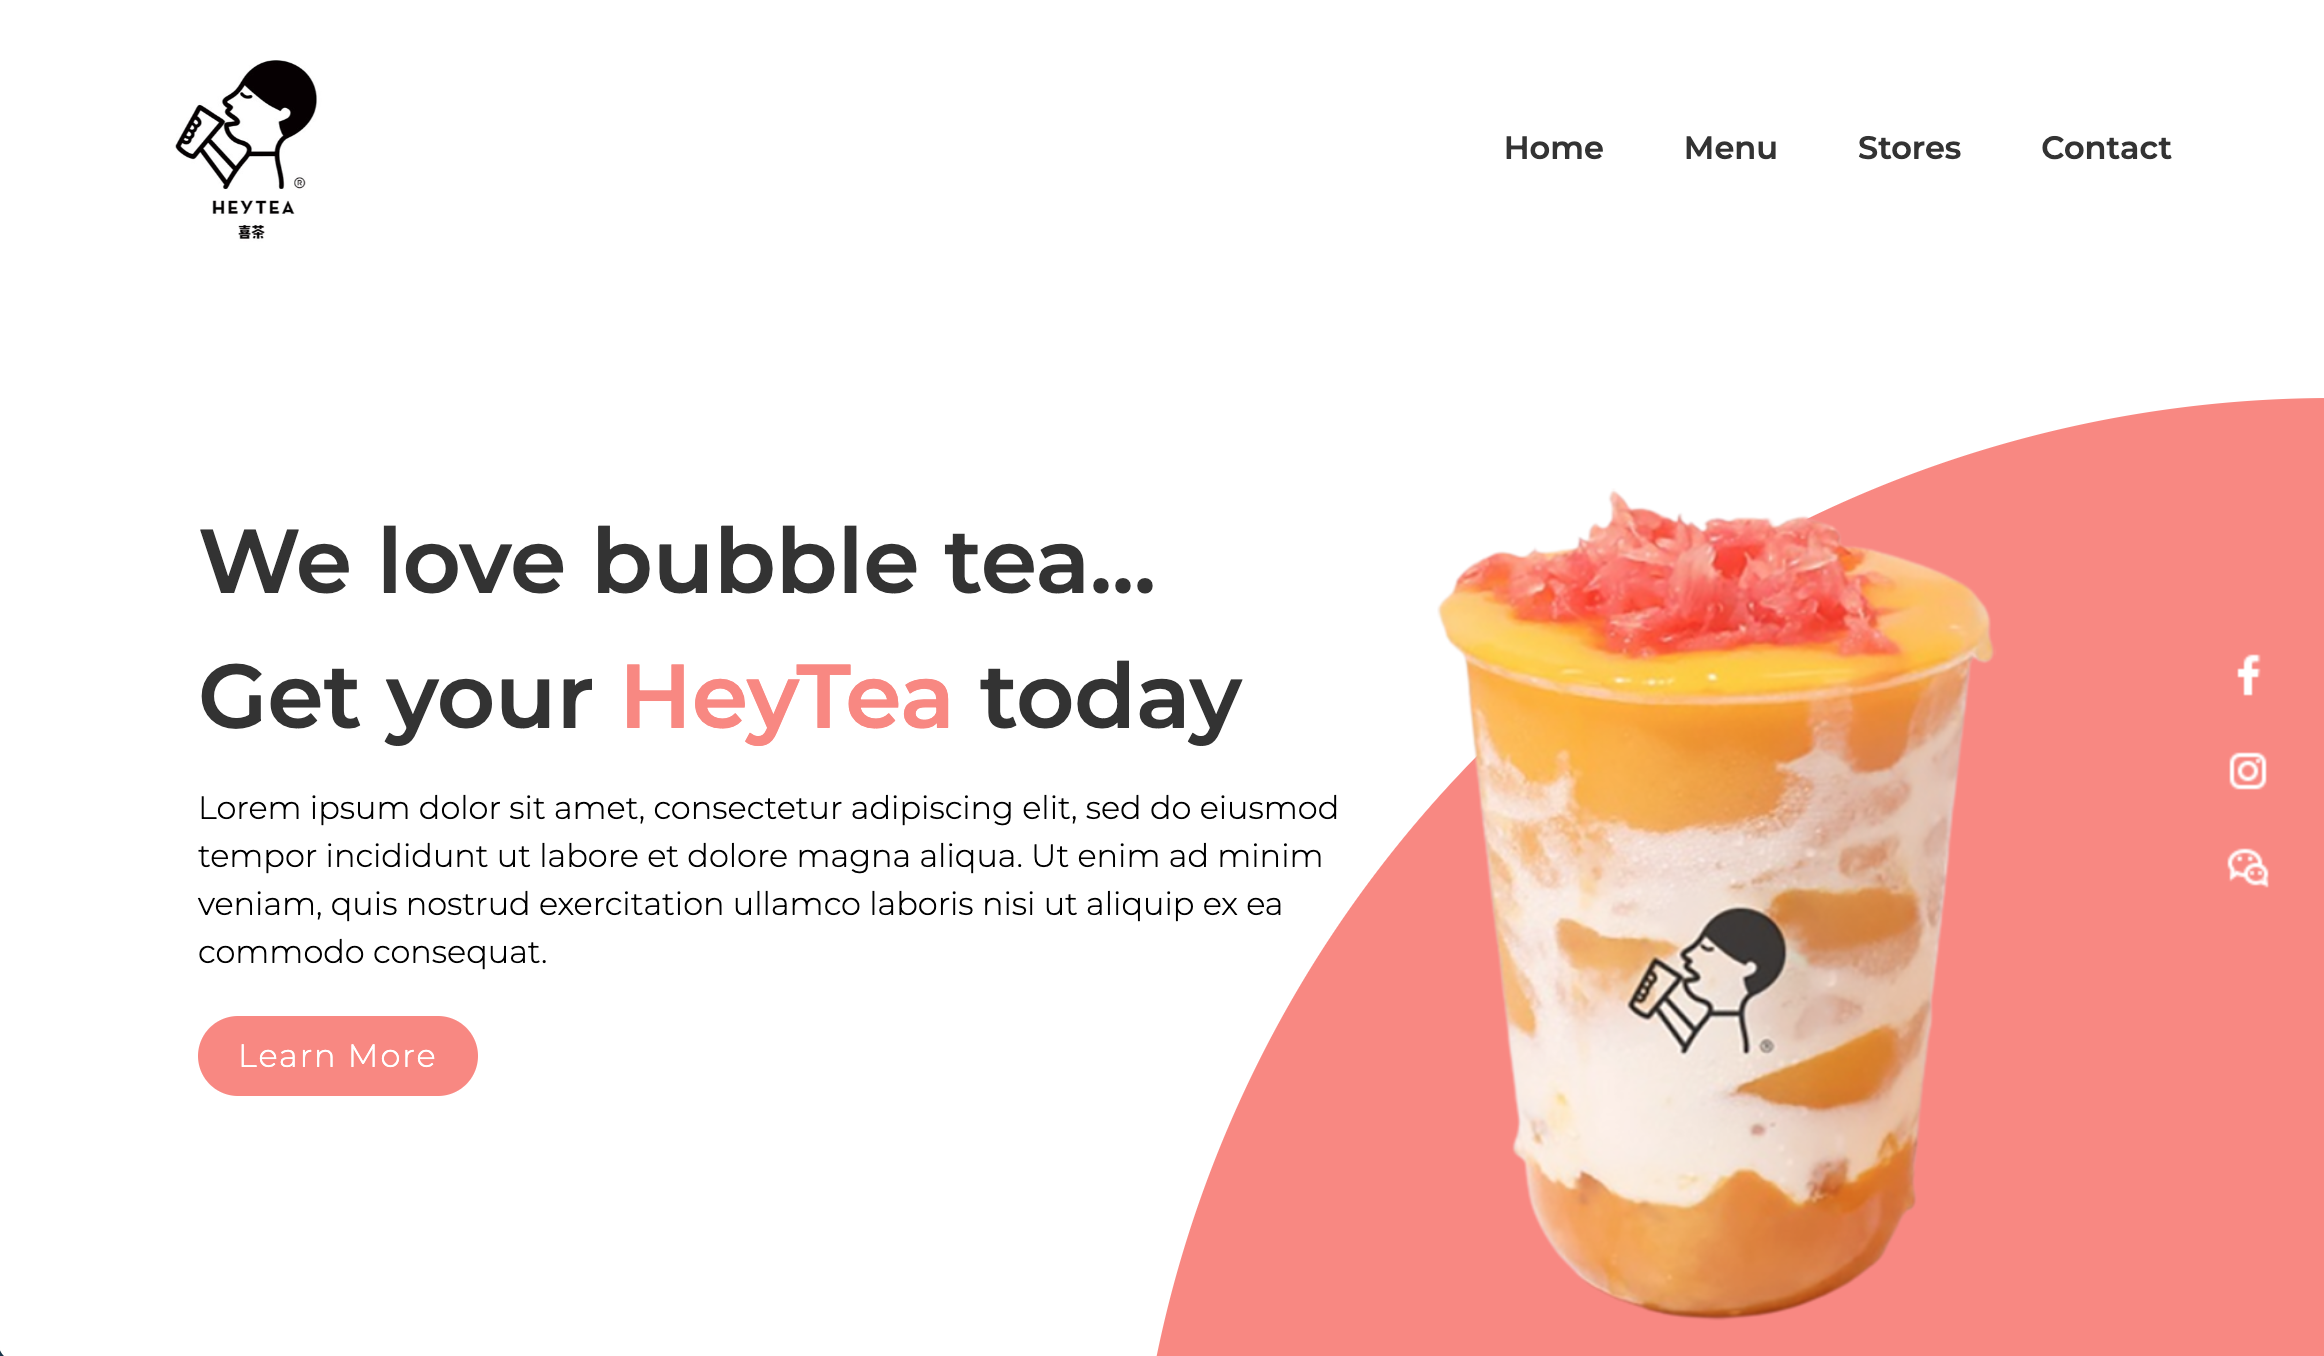 HEYTEA
喜茶
Home Menu Stores Contact
We love bubble tea...
Get your HeyTea today
Lorem ipsum dolor sit amet, consectetur adipiscing elit, sed do eiusmod
tempor incididunt ut labore et dolore magna aliqua. Ut enim ad minim
veniam, quis nostrud exercitation ullamco laboris nisi ut aliquip ex ea
commodo consequat.
Learn More